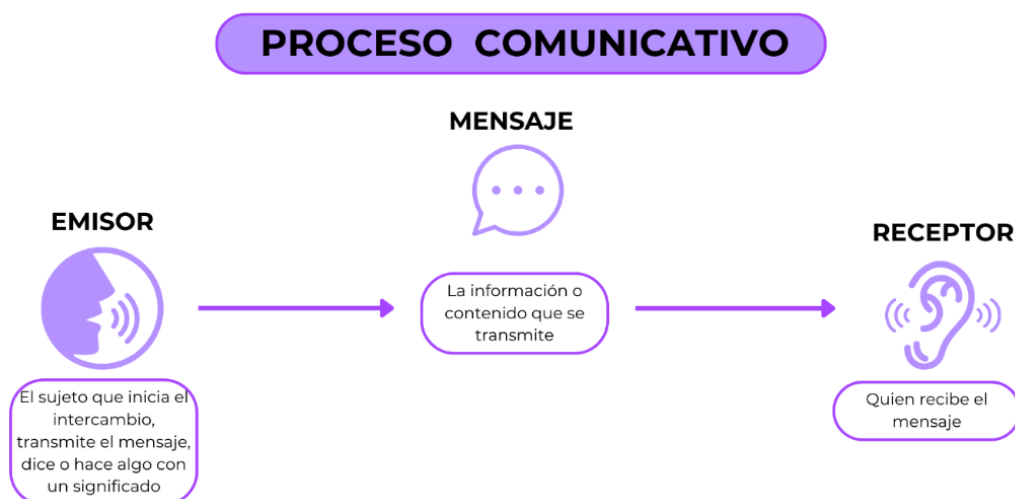 PROCESO COMUNICATIVO
MENSAJE
EMISOR
RECEPTOR
La información o
contenido que se
transmite
El sujeto que inicia el
intercambio,
transmite el mensaje,
dice o hace algo con
un significado
Quien recibe el
mensaje